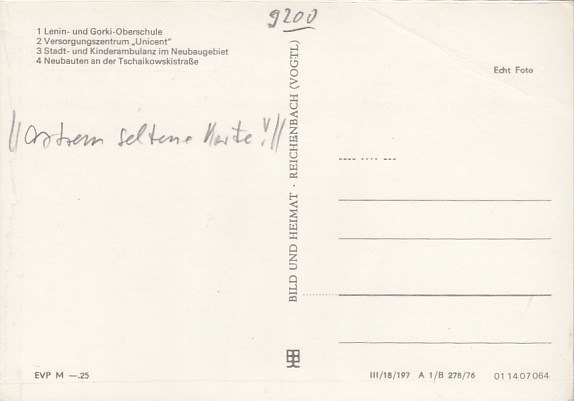 9200
1 Lenin- und Gorki-Oberschule
2 Versorgungszentrum „Unicent"
3 Stadt- und Kinderambulanz im Neubaugebiet
4 Neubauten an der Tschaikowskistraße
Echt Foto
seltene Karte!!!
BILD UND HEIMAT · REICHENBACH (VOGTL)
EVP M —.25
III/18/197 A 1/B 278/76 01 14 07 064